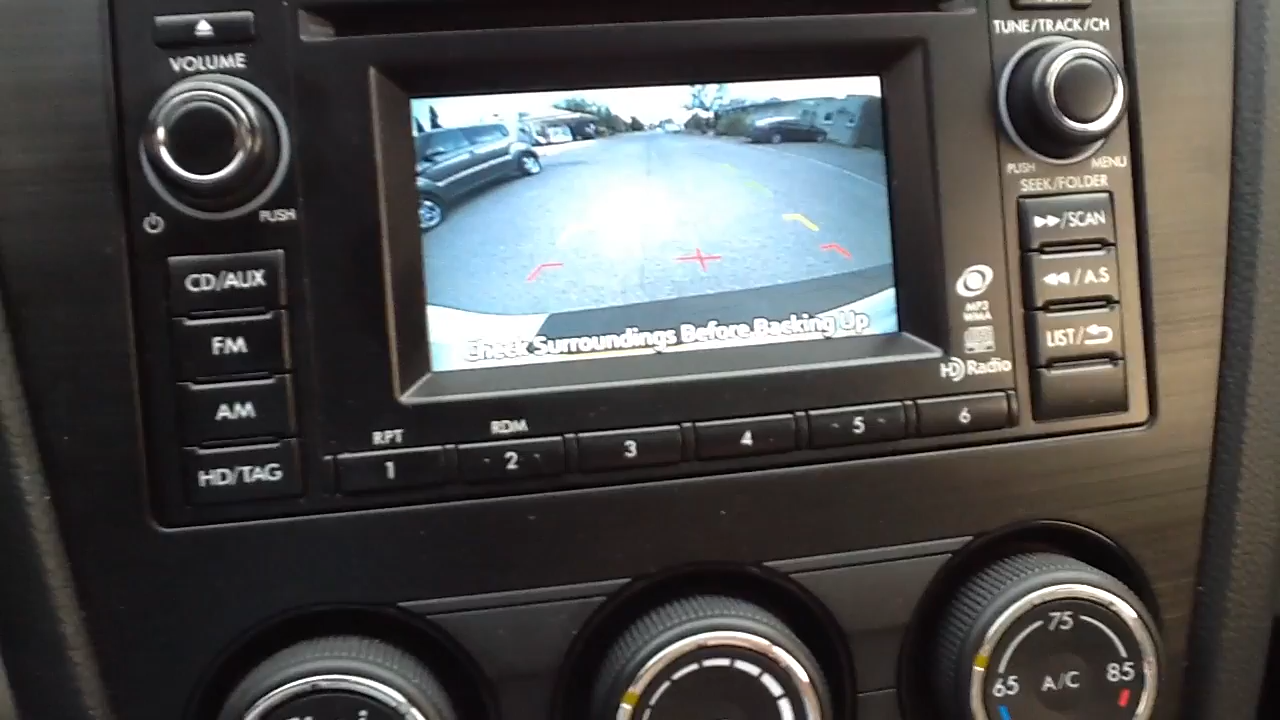 VOLUME
PUSH
CD/AUX
FM
AM
HD/TAG
Check Surroundings Before Backing Up
RPT
RDM
1
2
3
4
5
6
TUNE/TRACK/CH
PUSH
MENU
SEEK/FOLDER
/SCAN
/A.S
LIST/
MP3
WMA
HD Radio
75
65
A/C
85